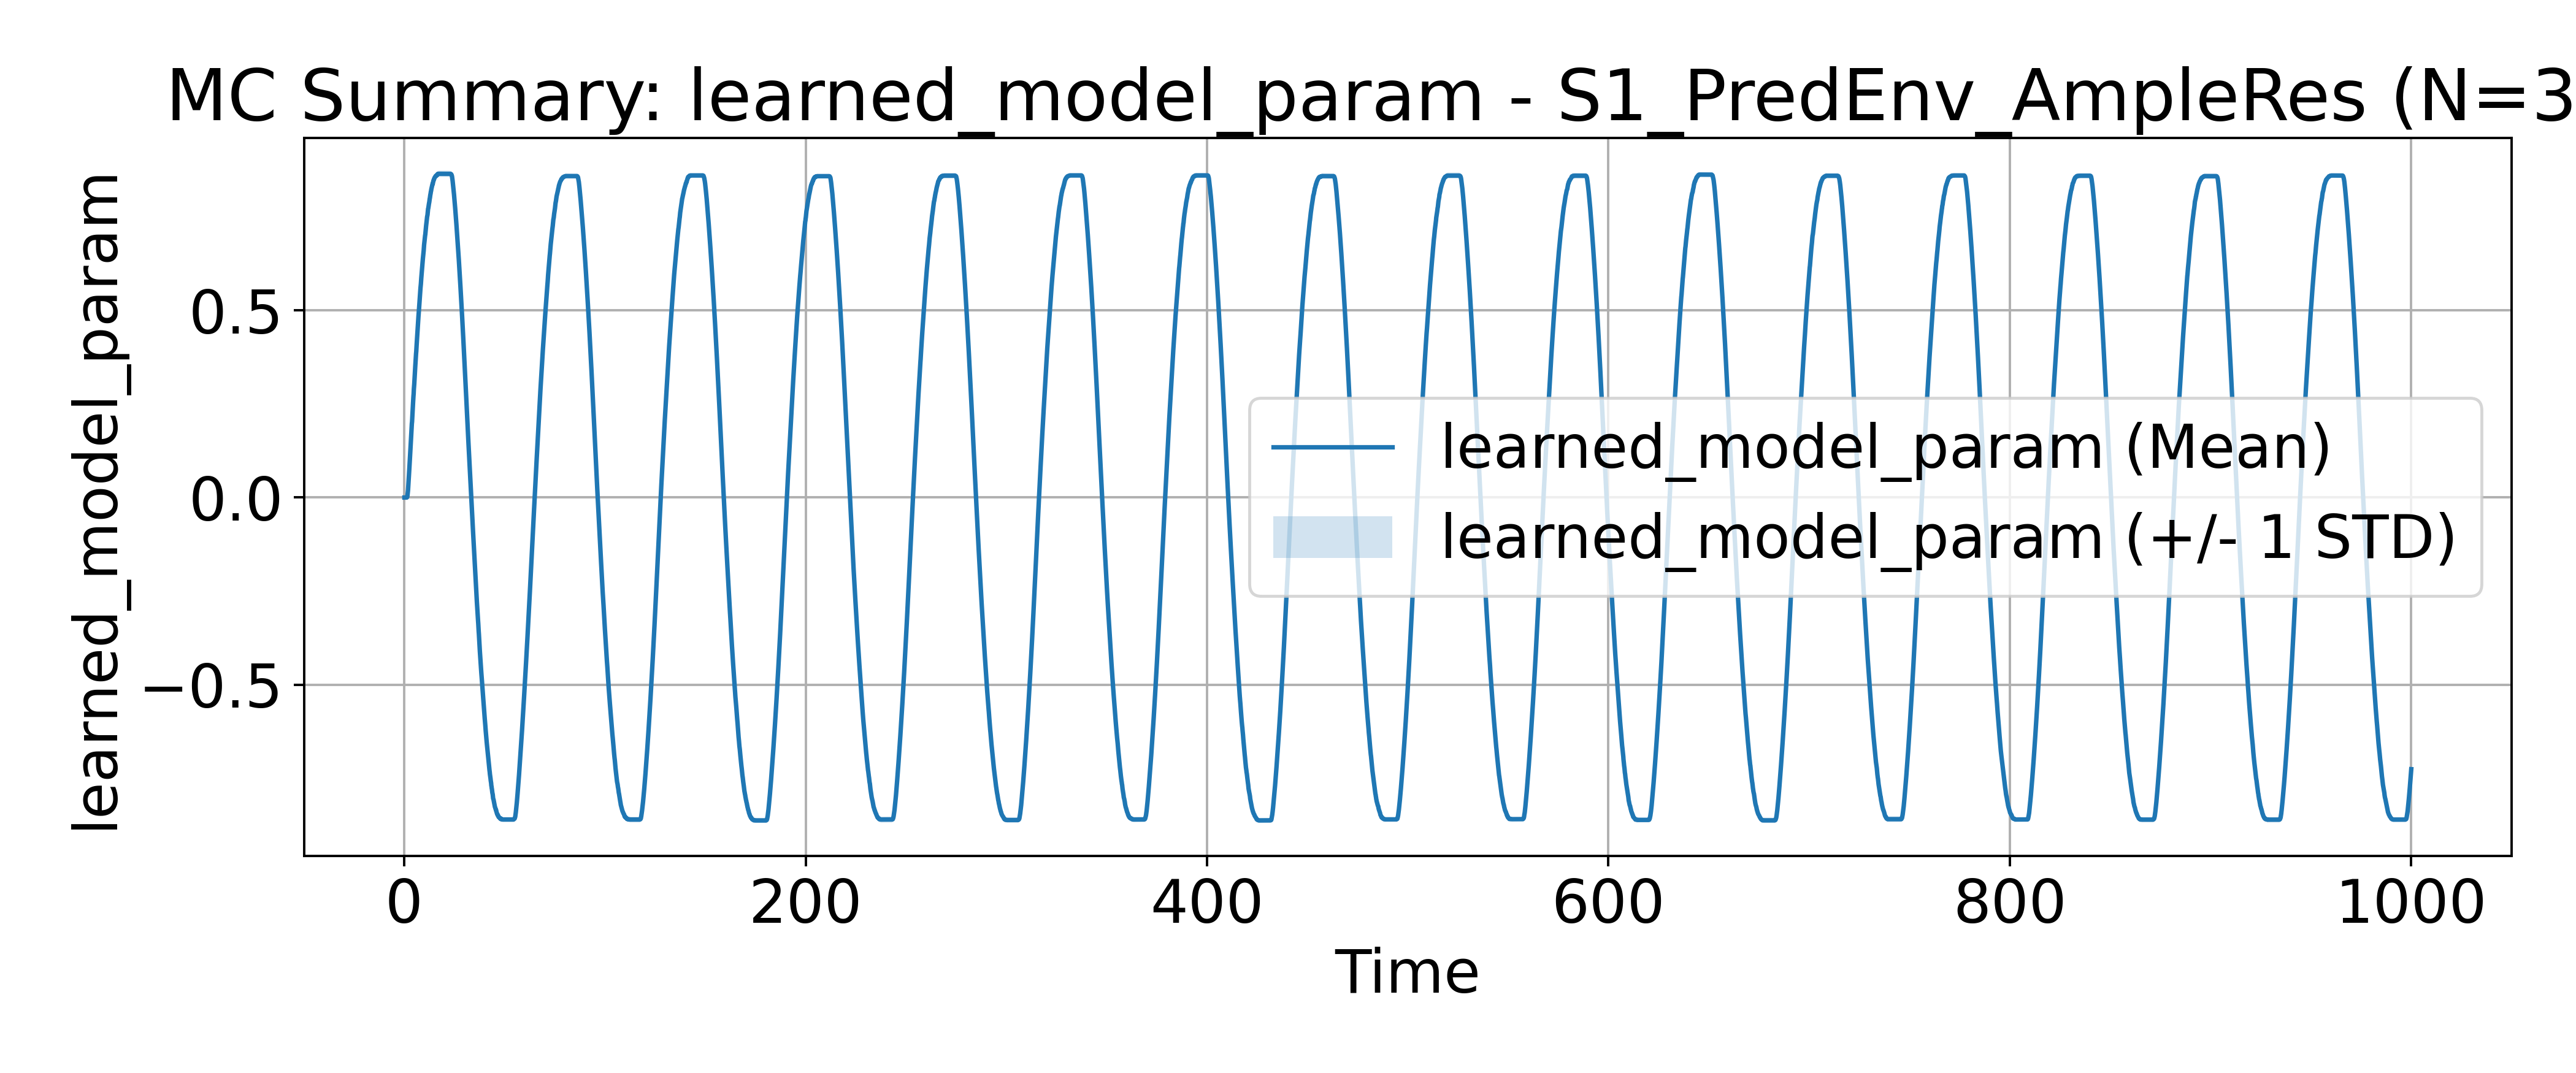 MC Summary: learned_model_param - S1_PredEnv_AmpleRes (N=3
learned_model_param
0.5
0.0
−0.5
learned_model_param (Mean)
learned_model_param (+/- 1 STD)
0 200 400 600 800 1000
Time